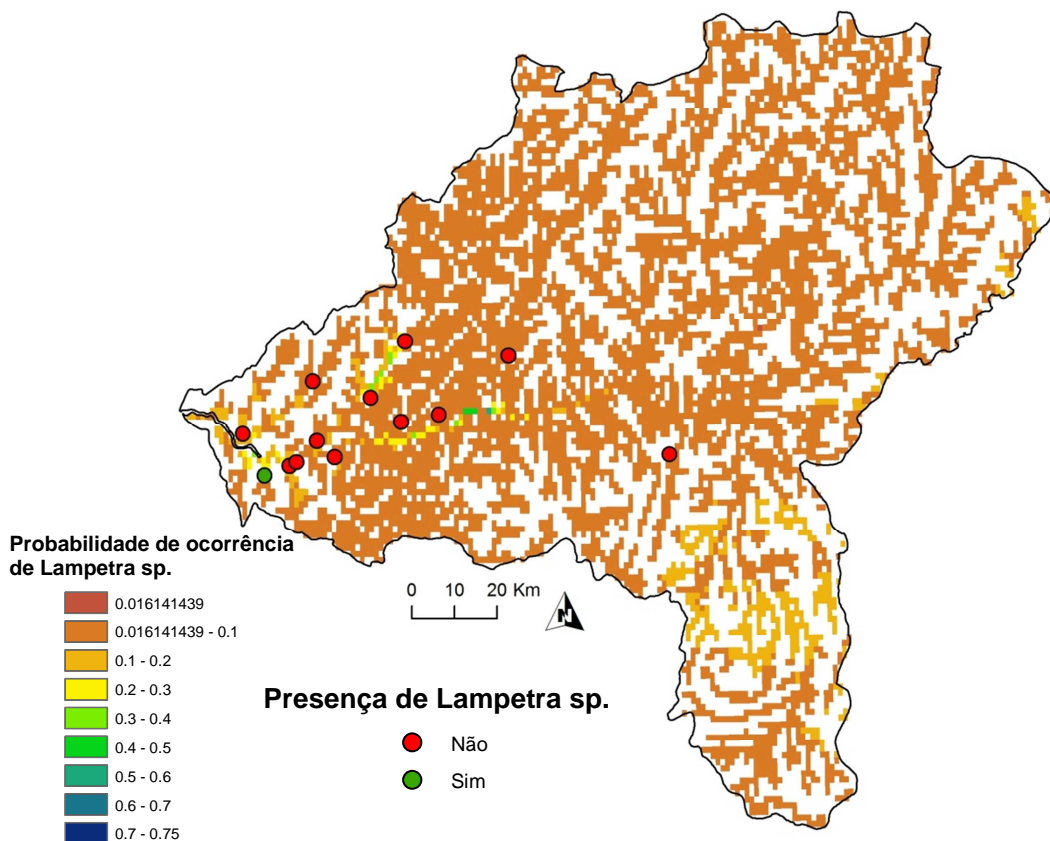 Probabilidade de ocorrência
de Lampetra sp.
0.016141439
0.016141439 - 0.1
0.1 - 0.2
0.2 - 0.3
0.3 - 0.4
0.4 - 0.5
0.5 - 0.6
0.6 - 0.7
0.7 - 0.75
0 10 20 Km
N
Presença de Lampetra sp.
Não
Sim